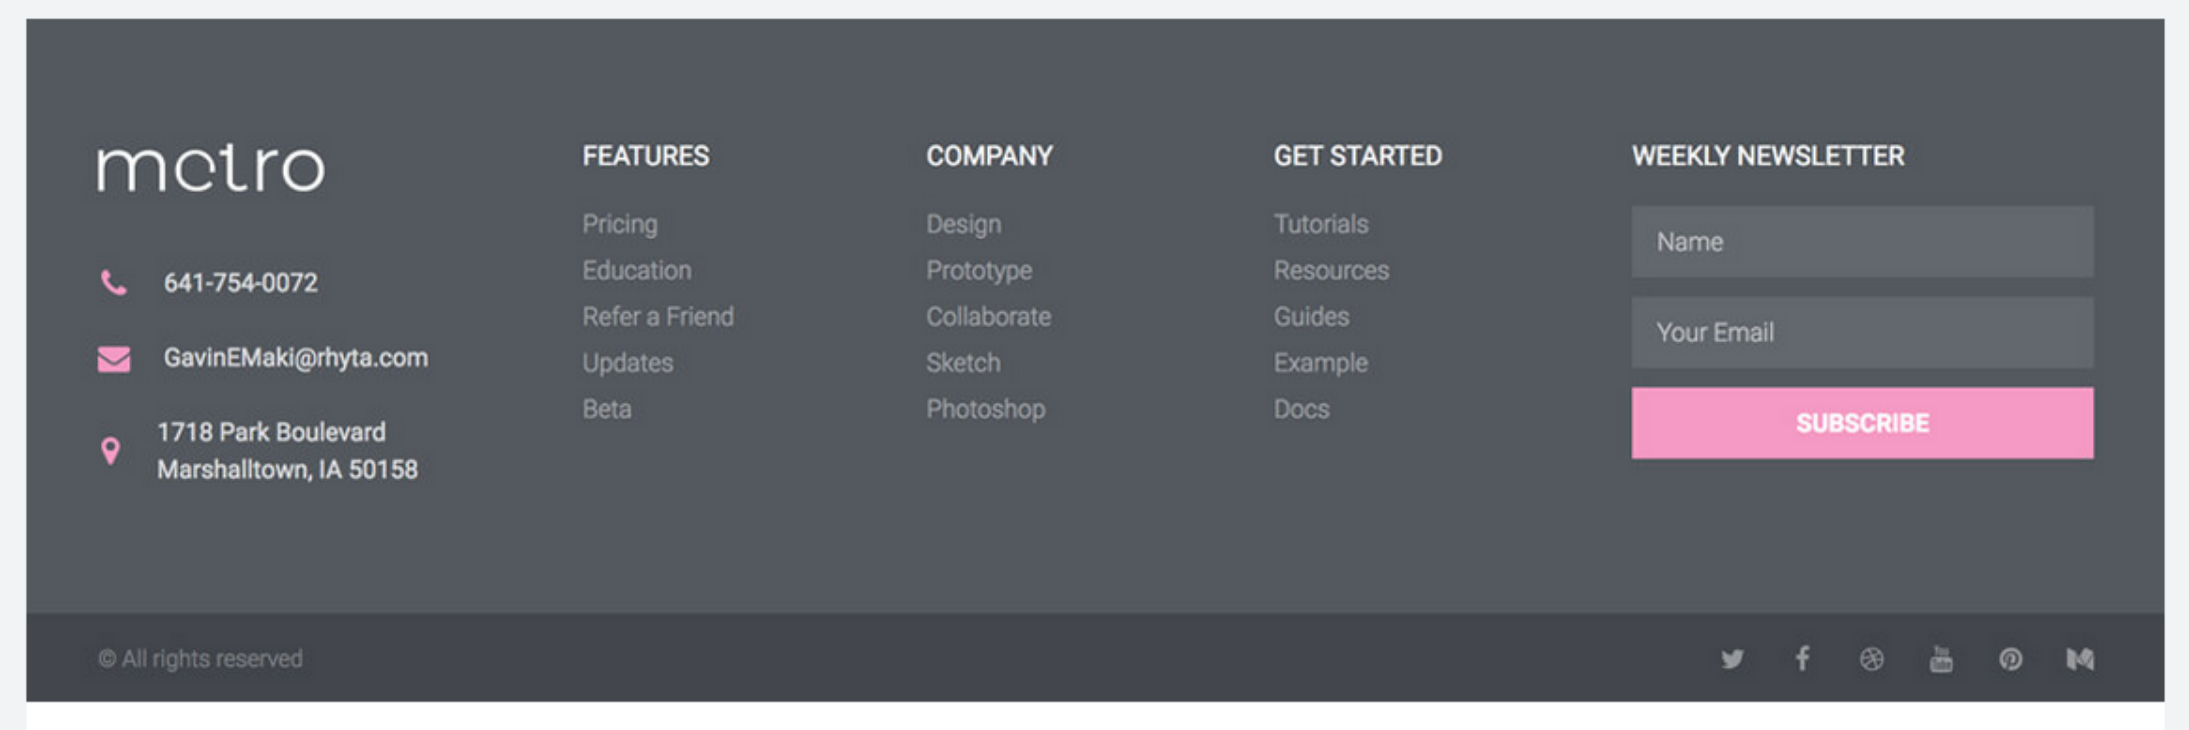 metro
641-754-0072
GavinEMaki@rhyta.com
1718 Park Boulevard
Marshalltown, IA 50158
FEATURES
Pricing
Education
Refer a Friend
Updates
Beta
COMPANY
Design
Prototype
Collaborate
Sketch
Photoshop
GET STARTED
Tutorials
Resources
Guides
Example
Docs
WEEKLY NEWSLETTER
Name
Your Email
SUBSCRIBE
© All rights reserved
You Tube